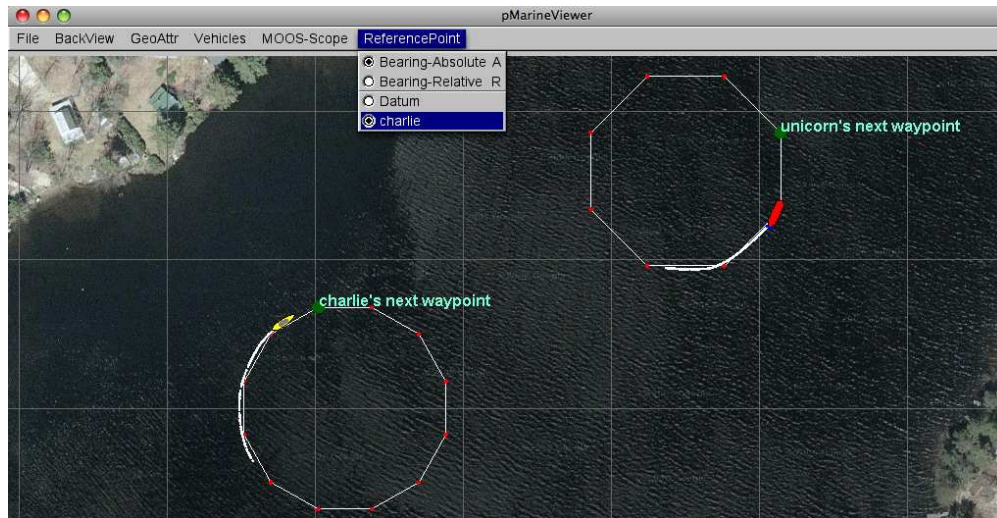 pMarineViewer
File BackView GeoAttr Vehicles MOOS-Scope ReferencePoint
Bearing-Absolute A
Bearing-Relative R
Datum
charlie
unicorn's next waypoint
charlie's next waypoint